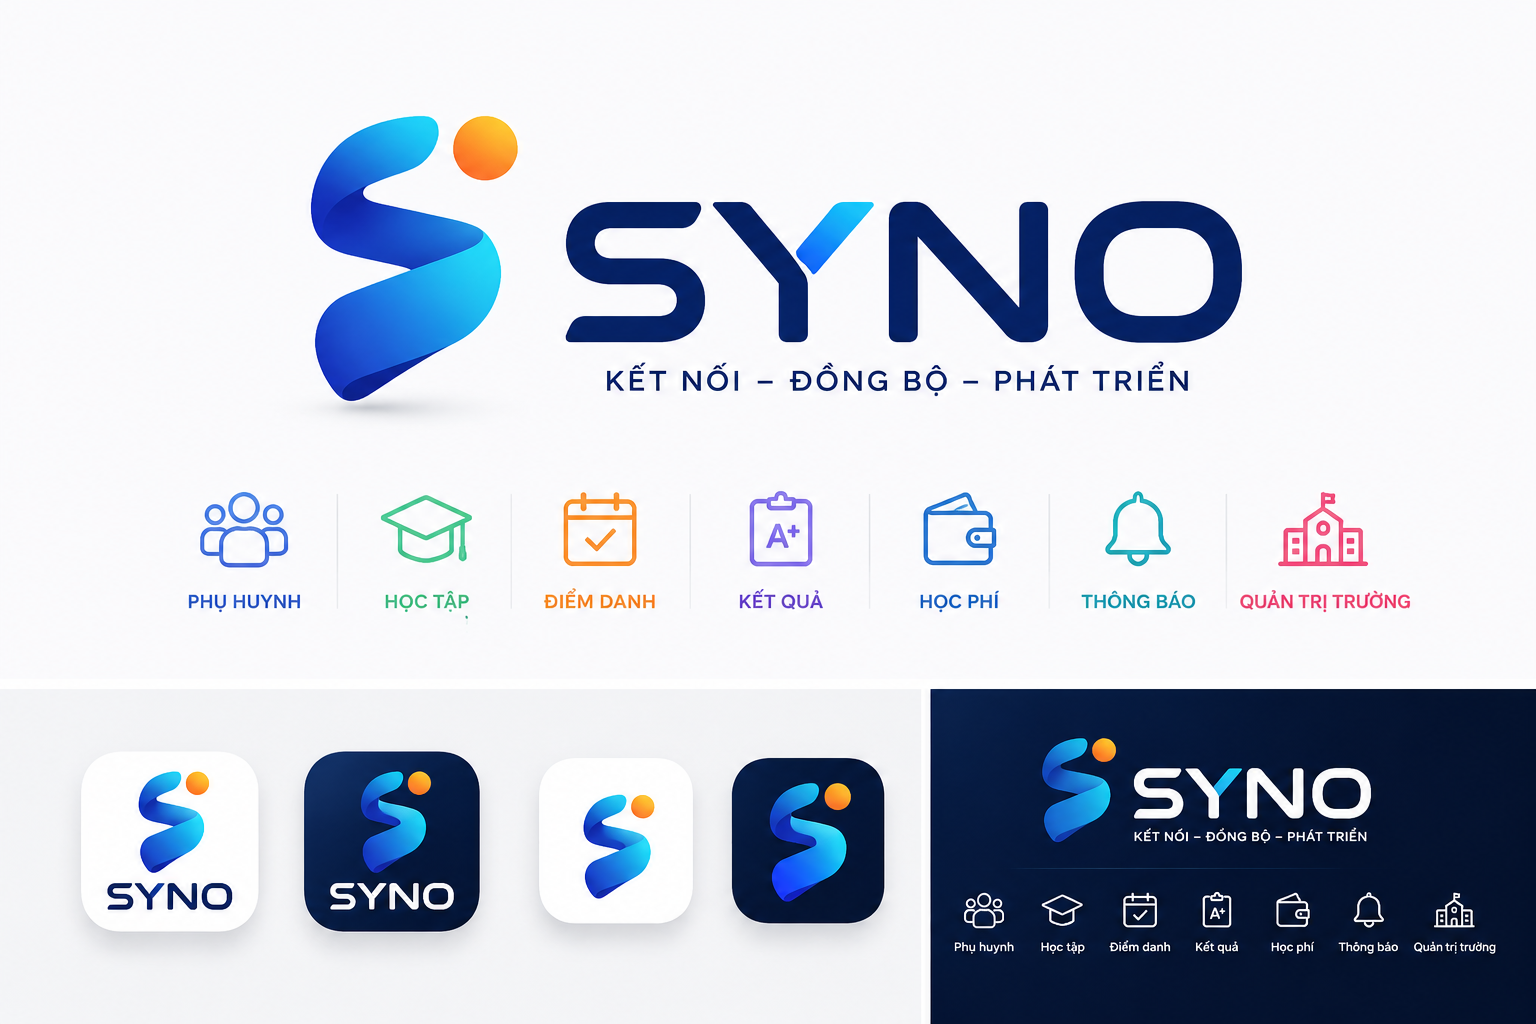 SYNO
KẾT NỐI – ĐỒNG BỘ – PHÁT TRIỂN
A+
PHỤ HUYNH
HỌC TẬP
ĐIỂM DANH
KẾT QUẢ
HỌC PHÍ
THÔNG BÁO
QUẢN TRỊ TRƯỜNG
SYNO
SYNO
SYNO
KẾT NỐI – ĐỒNG BỘ – PHÁT TRIỂN
A+
Phụ huynh
Học tập
Điểm danh
Kết quả
Học phí
Thông báo
Quản trị trường